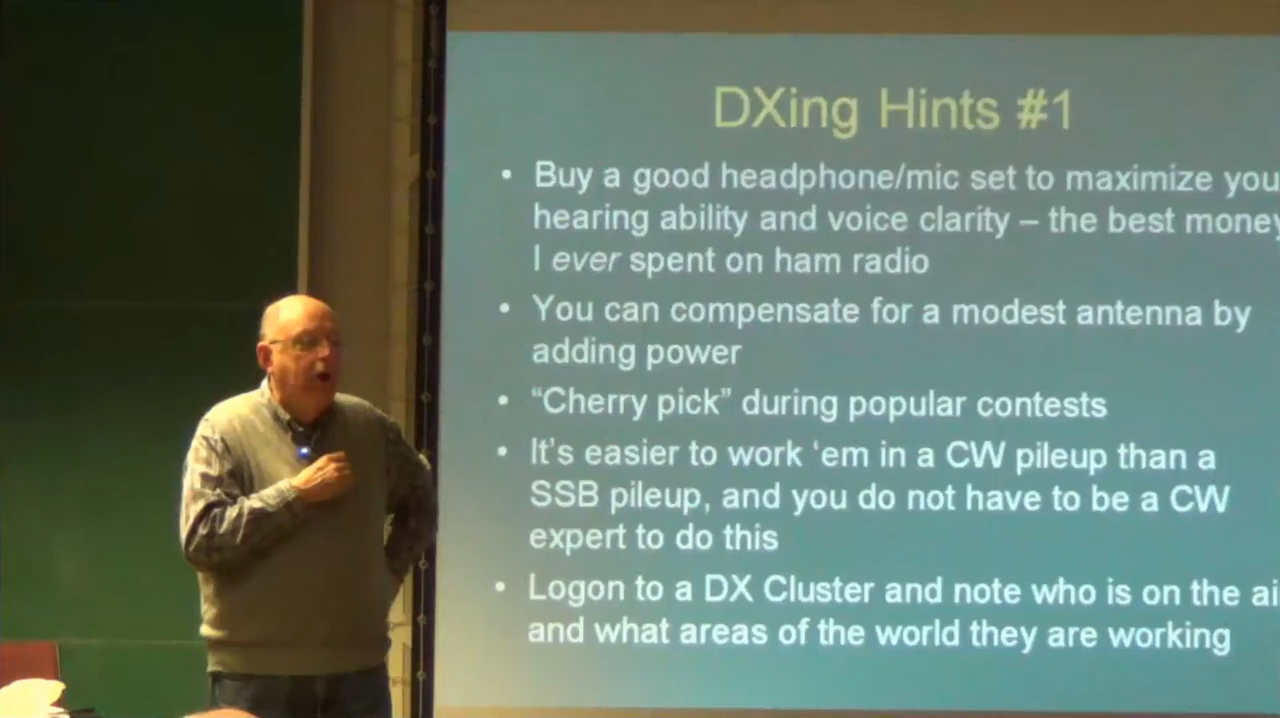 DXing Hints #1
• Buy a good headphone/mic set to maximize you
hearing ability and voice clarity – the best money
I ever spent on ham radio
• You can compensate for a modest antenna by
adding power
• “Cherry pick” during popular contests
• It’s easier to work ‘em in a CW pileup than a
SSB pileup, and you do not have to be a CW
expert to do this
• Logon to a DX Cluster and note who is on the ai
and what areas of the world they are working